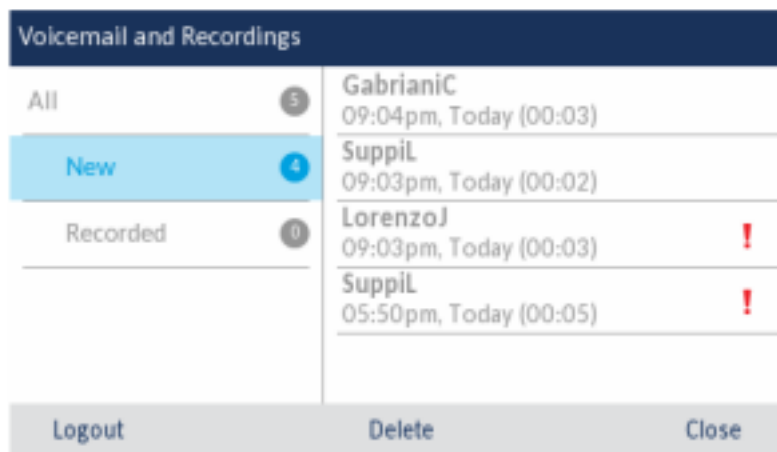 Voicemail and Recordings
All 5
New 4
Recorded 0
GabrianiC
09:04pm, Today (00:03)
SuppiL
09:03pm, Today (00:02)
LorenzoJ
09:03pm, Today (00:03) !
SuppiL
05:50pm, Today (00:05) !
Logout Delete Close